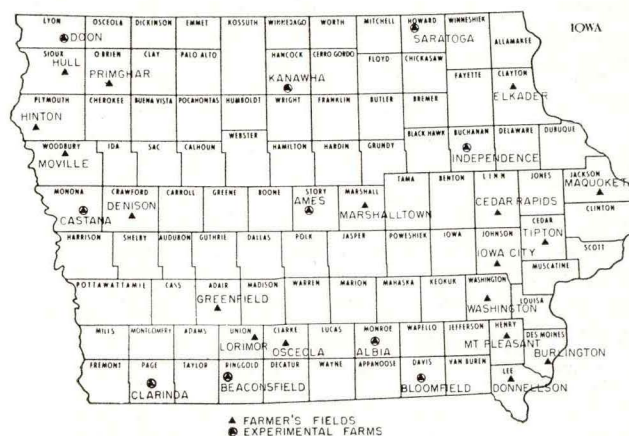 IOWA
LYON OSCEOLA DICKINSON EMMET KOSSUTH WINNEBAGO WORTH MITCHELL HOWARD WINNESHIEK ALLAMAKEE
DOON SARATOGA
SIOUX O'BRIEN CLAY PALO ALTO HANCOCK CERRO GORDO FLOYD CHICKASAW
HULL PRIMGHAR KANAWHA
FAYETTE CLAYTON
ELKADER
PLYMOUTH CHEROKEE BUENA VISTA POCAHONTAS HUMBOLDT WRIGHT FRANKLIN BUTLER BREMER
HINTON
WEBSTER BLACK HAWK BUCHANAN DELAWARE DUBUQUE
WOODBURY IDA SAC CALHOUN HAMILTON HARDIN GRUNDY
MOVILLE INDEPENDENCE
TAMA BENTON LINN JONES JACKSON
MAQUOKETA
MONONA CRAWFORD CARROLL GREENE BOONE STORY MARSHALL
CASTANA DENISON AMES MARSHALLTOWN CEDAR RAPIDS
CLINTON
CEDAR
TIPTON
HARRISON SHELBY AUDUBON GUTHRIE DALLAS POLK JASPER POWESHIEK IOWA JOHNSON
IOWA CITY
SCOTT
MUSCATINE
POTTAWATTAMIE CASS ADAIR MADISON WARREN MARION MAHASKA KEOKUK WASHINGTON
GREENFIELD WASHINGTON
LOUISA
MILLS MONTGOMERY ADAMS UNION CLARKE LUCAS MONROE WAPELLO JEFFERSON HENRY DES MOINES
LORIMOR OSCEOLA ALBIA MT PLEASANT
BURLINGTON
FREMONT PAGE TAYLOR RINGGOLD DECATUR WAYNE APPANOOSE DAVIS VAN BUREN LEE
CLARINDA BEACONSFIELD BLOOMFIELD DONNELLSON
FARMER'S FIELDS
EXPERIMENTAL FARMS